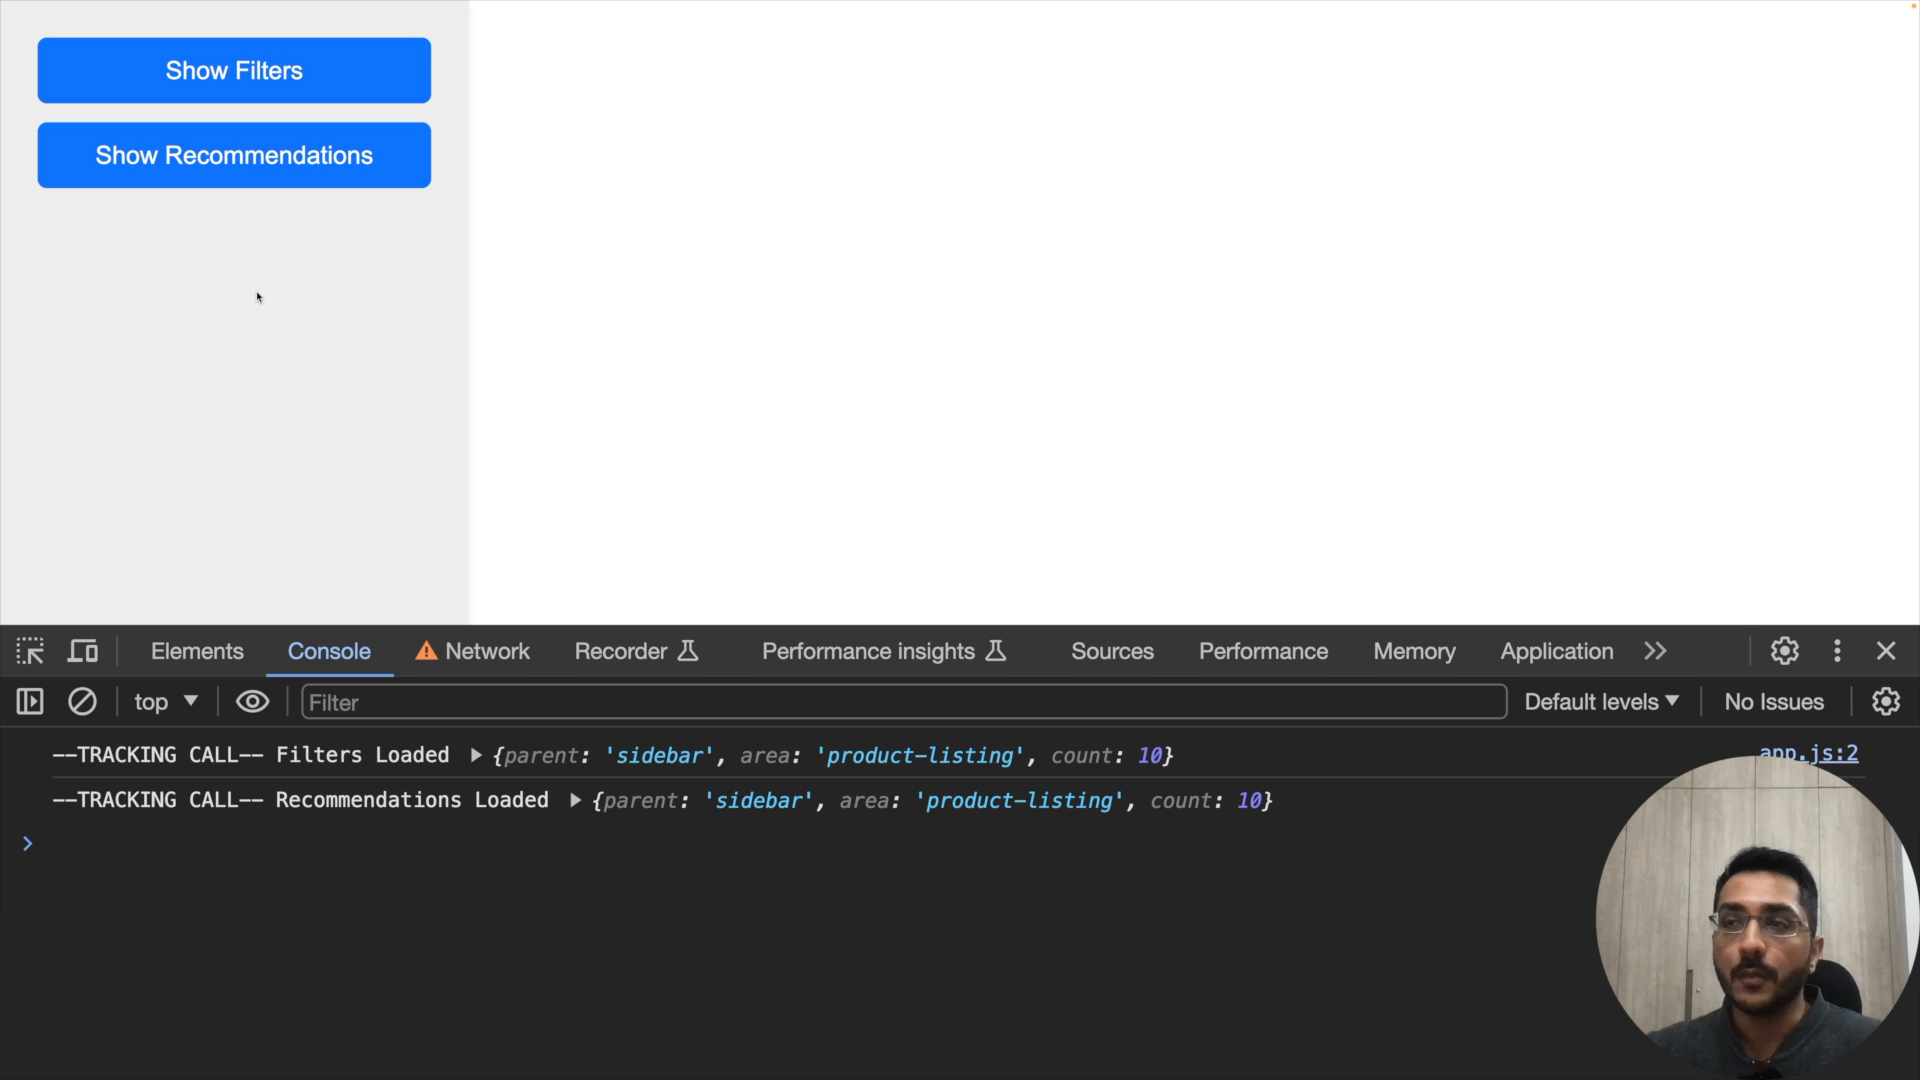 Show Filters
Show Recommendations
Elements Console Network Recorder Performance insights Sources Performance Memory Application
top Filter Default levels No Issues
--TRACKING CALL-- Filters Loaded {parent: 'sidebar', area: 'product-listing', count: 10} app.js:2
--TRACKING CALL-- Recommendations Loaded {parent: 'sidebar', area: 'product-listing', count: 10}